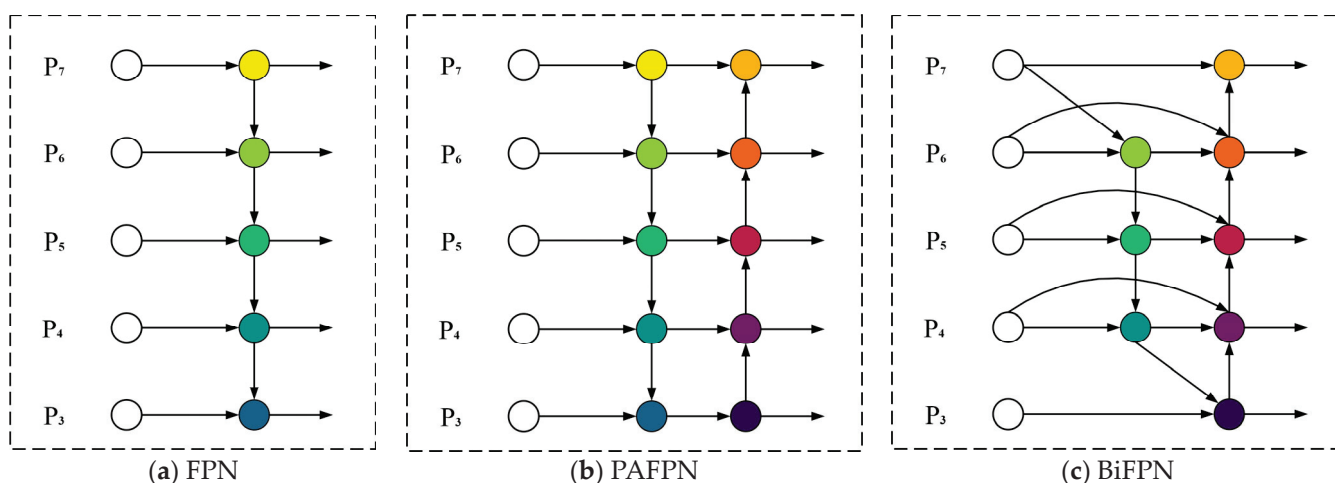 P₇ P₇ P₇
P₆ P₆ P₆
P₅ P₅ P₅
P₄ P₄ P₄
P₃ P₃ P₃
(a) FPN (b) PAFPN (c) BiFPN